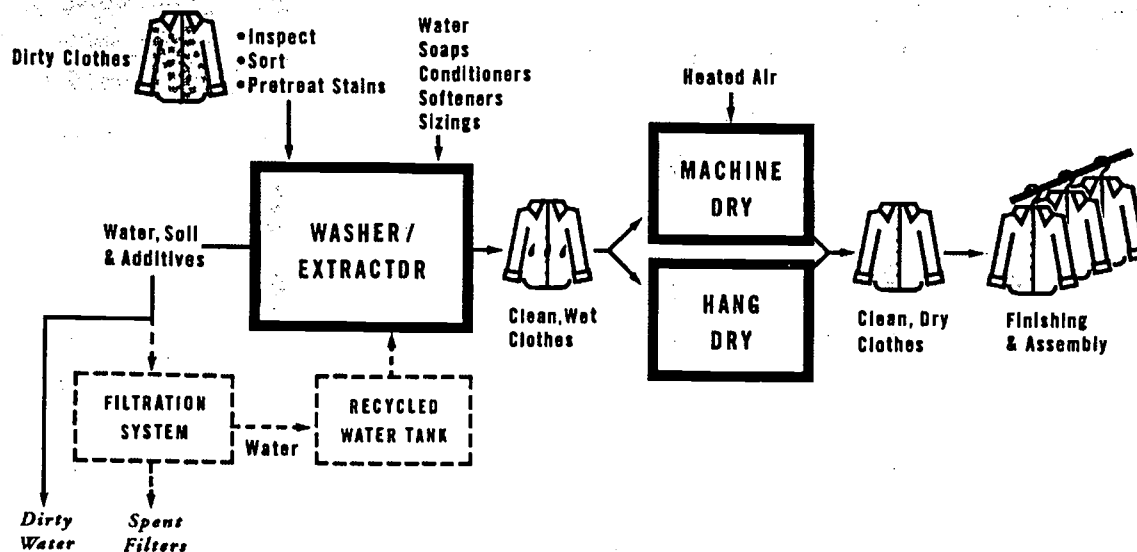 Dirty Clothes
•Inspect
•Sort
•Pretreat Stains
Water
Soaps
Conditioners
Softeners
Sizings
Heated Air
MACHINE
DRY
WASHER/
EXTRACTOR
Water, Soil
& Additives
Clean, Wet
Clothes
HANG
DRY
Clean, Dry
Clothes
Finishing
& Assembly
FILTRATION
SYSTEM
Water
RECYCLED
WATER TANK
Dirty
Water
Spent
Filters